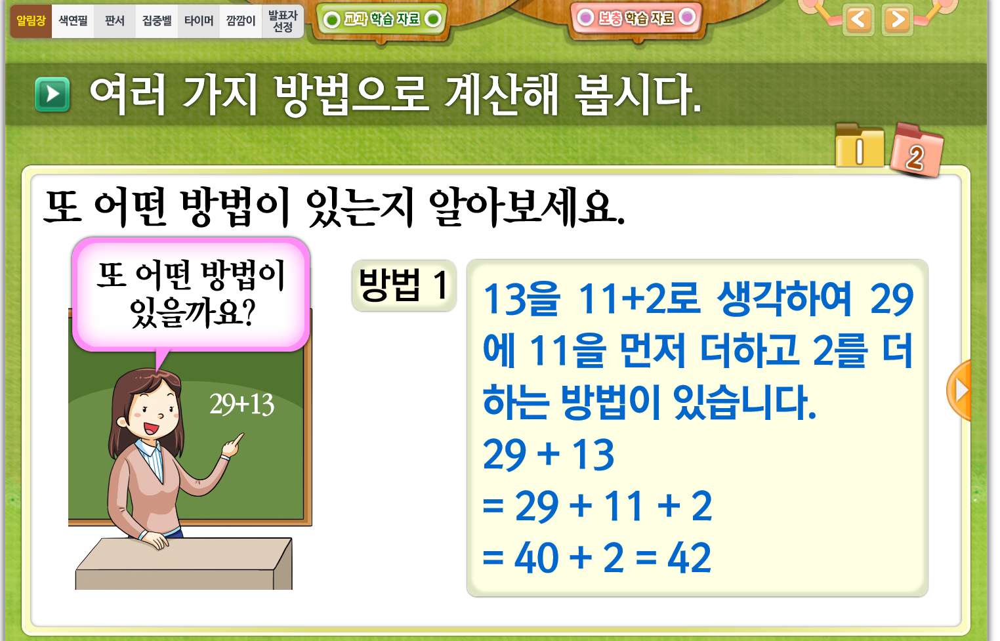 알림장 색연필 판서 집중벨 타이머 깜깜이 발표자
선정
교과 학습 자료
보충 학습 자료
여러 가지 방법으로 계산해 봅시다.
1 2
또 어떤 방법이 있는지 알아보세요.
또 어떤 방법이
있을까요?
29+13
방법 1
13을 11+2로 생각하여 29
에 11을 먼저 더하고 2를 더
하는 방법이 있습니다.
29 + 13
= 29 + 11 + 2
= 40 + 2 = 42